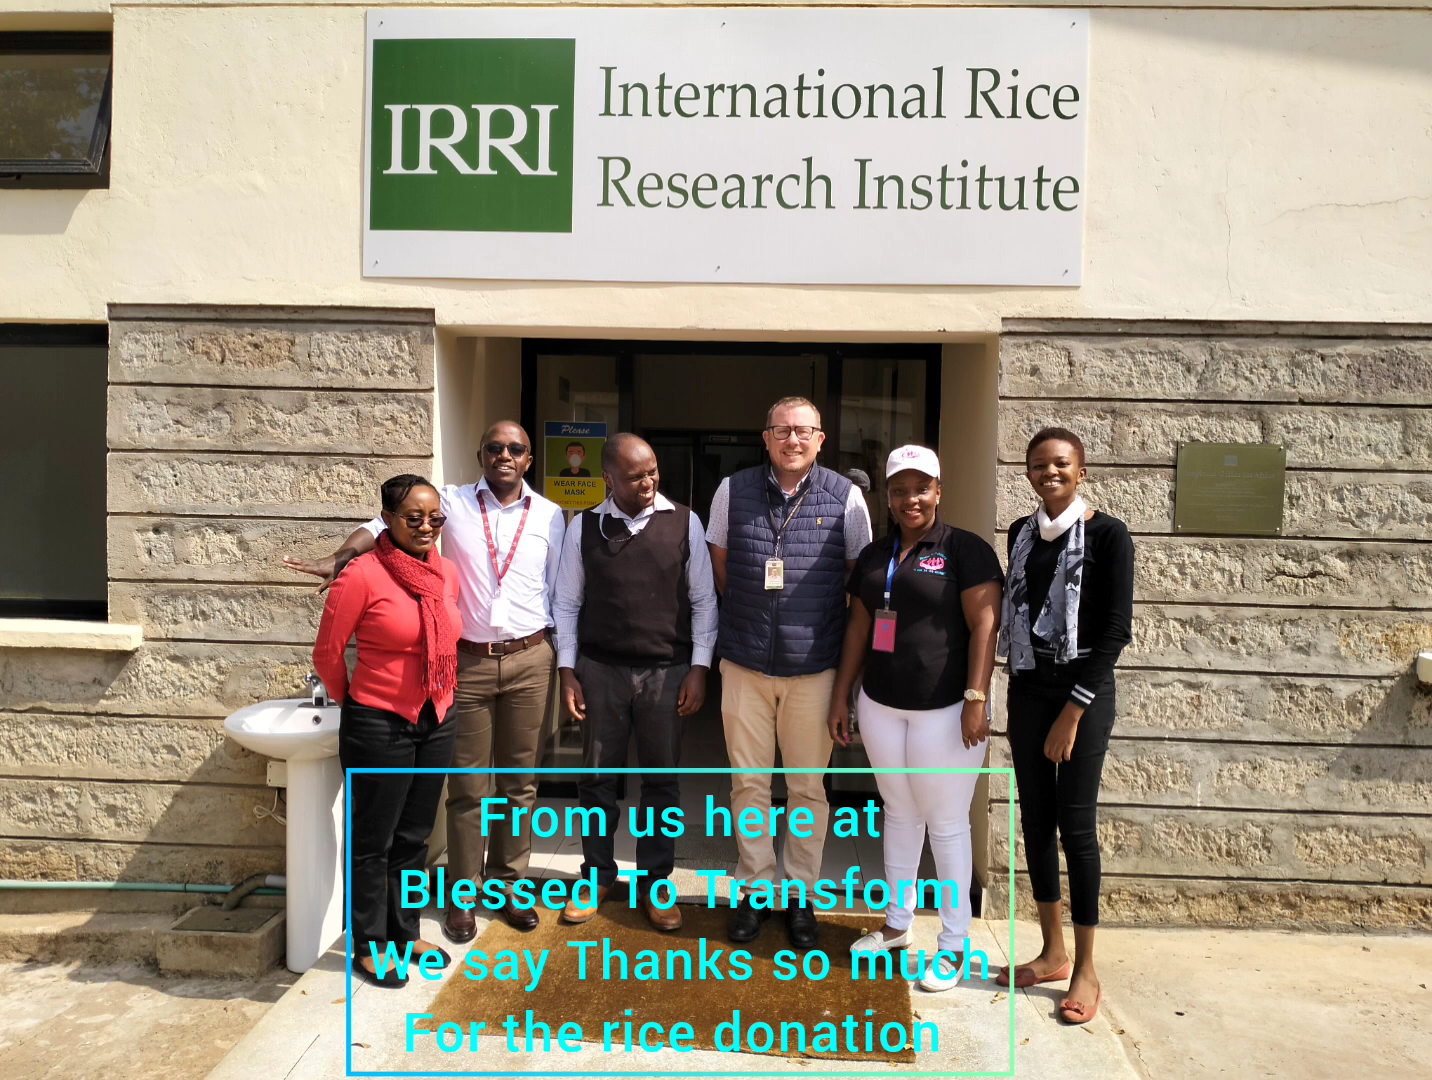 IRRI
International Rice
Research Institute
Please
WEAR FACE
MASK
From us here at
Blessed To Transform
We say Thanks so much
For the rice donation